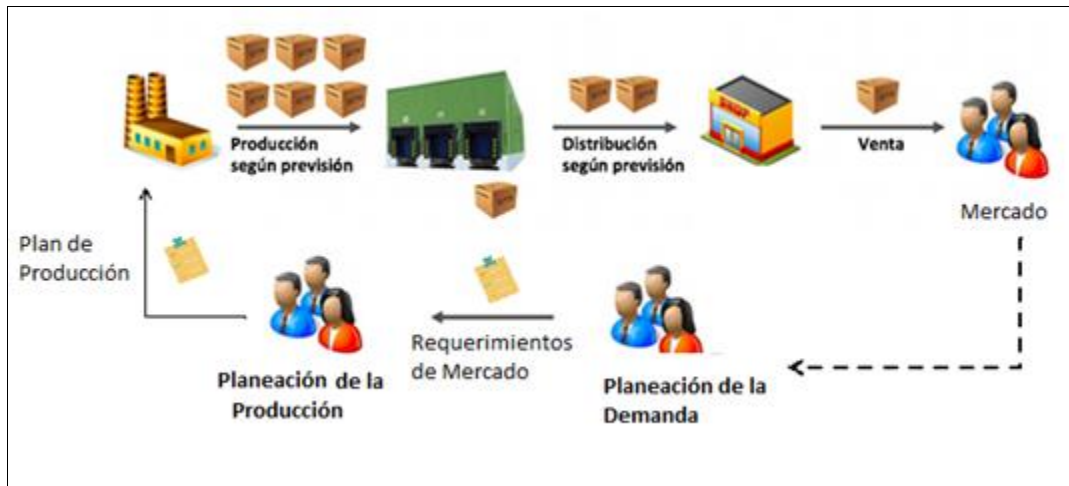 Producción
según previsión
Distribución
según previsión
Venta
Mercado
Plan de
Producción
Requerimientos
de Mercado
Planeación de la
Producción
Planeación de la
Demanda